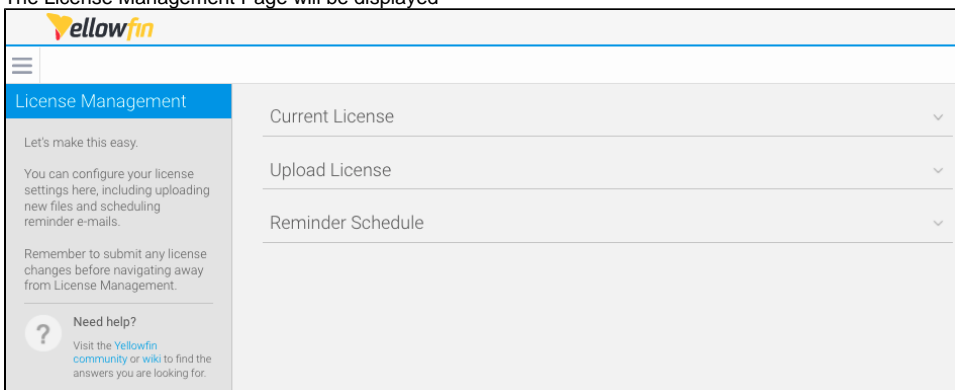 The License Management Page will be displayed
Yellowfin
License Management
Let's make this easy.
You can configure your license
settings here, including uploading
new files and scheduling
reminder e-mails.
Remember to submit any license
changes before navigating away
from License Management.
?
Need help?
Visit the Yellowfin
community or wiki to find the
answers you are looking for.
Current License
Upload License
Reminder Schedule